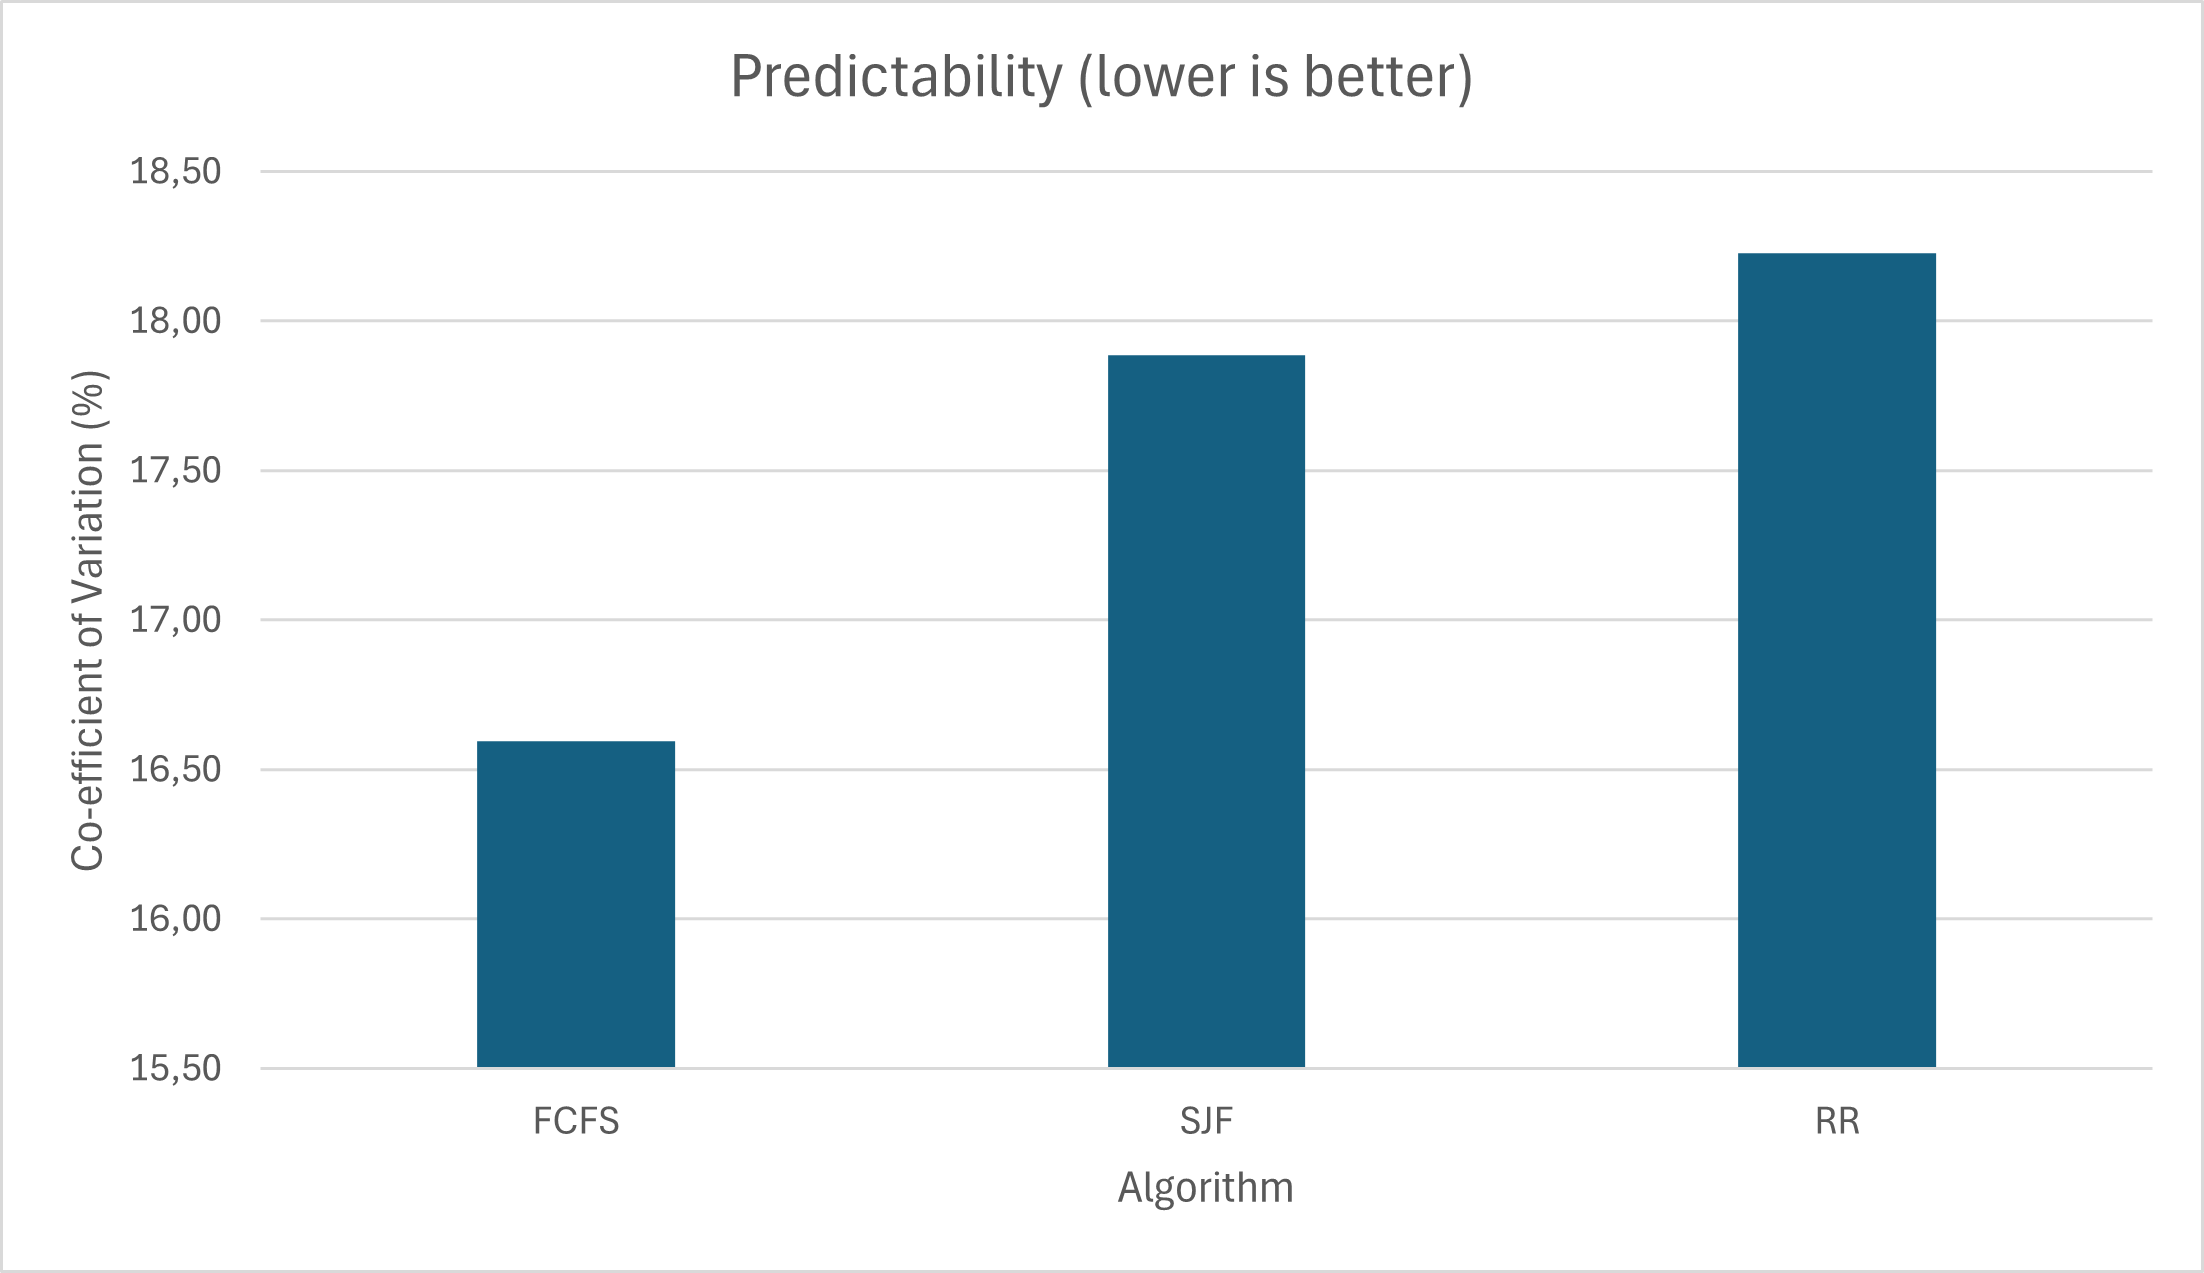 Predictability (lower is better)
Co-efficient of Variation (%)
18,50
18,00
17,50
17,00
16,50
16,00
15,50
FCFS
SJF
RR
Algorithm